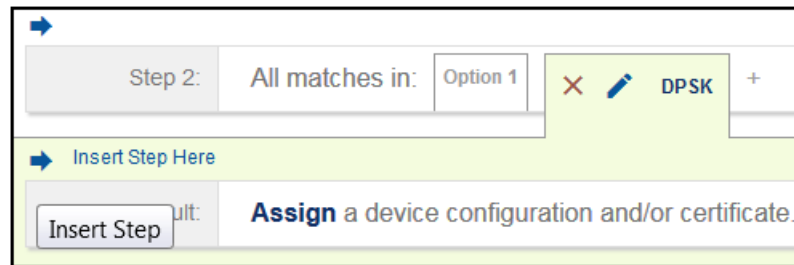 Step 2: All matches in: Option 1 DPSK +
Insert Step Here
ult: Assign a device configuration and/or certificate.
Insert Step